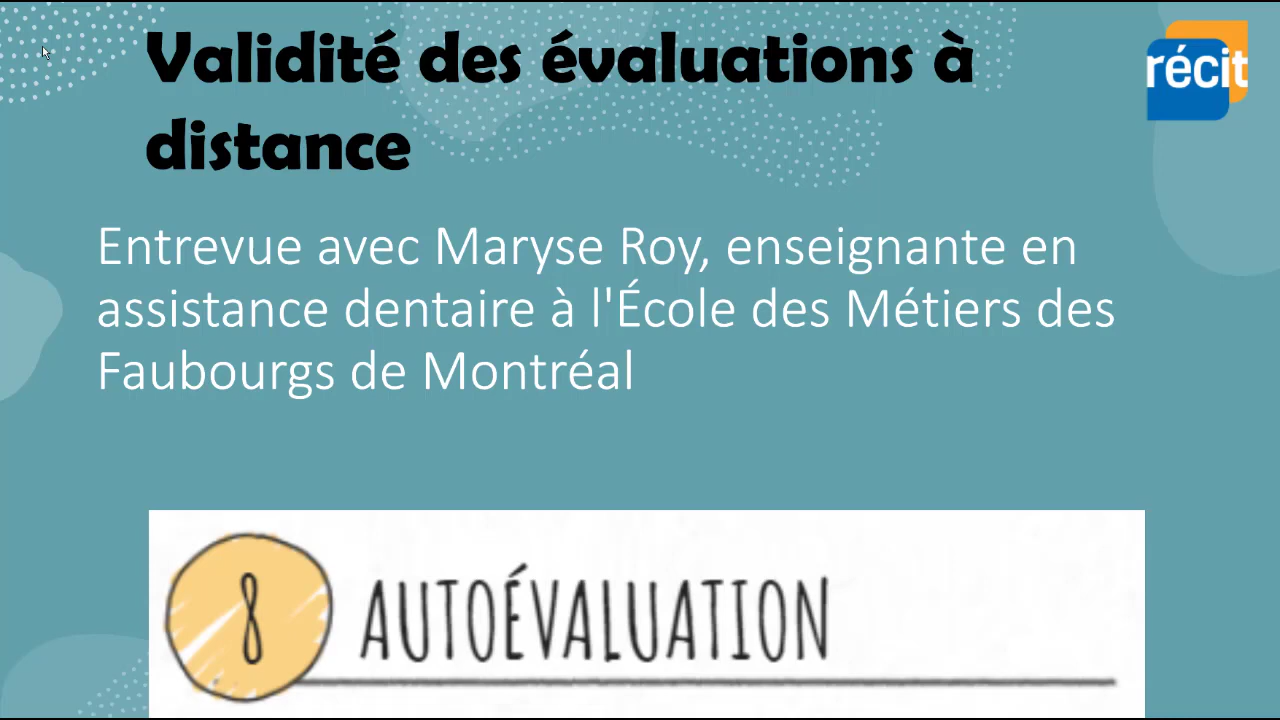 Validité des évaluations à
distance
récit
Entrevue avec Maryse Roy, enseignante en
assistance dentaire à l'École des Métiers des
Faubourgs de Montréal
8 AUTOÉVALUATION